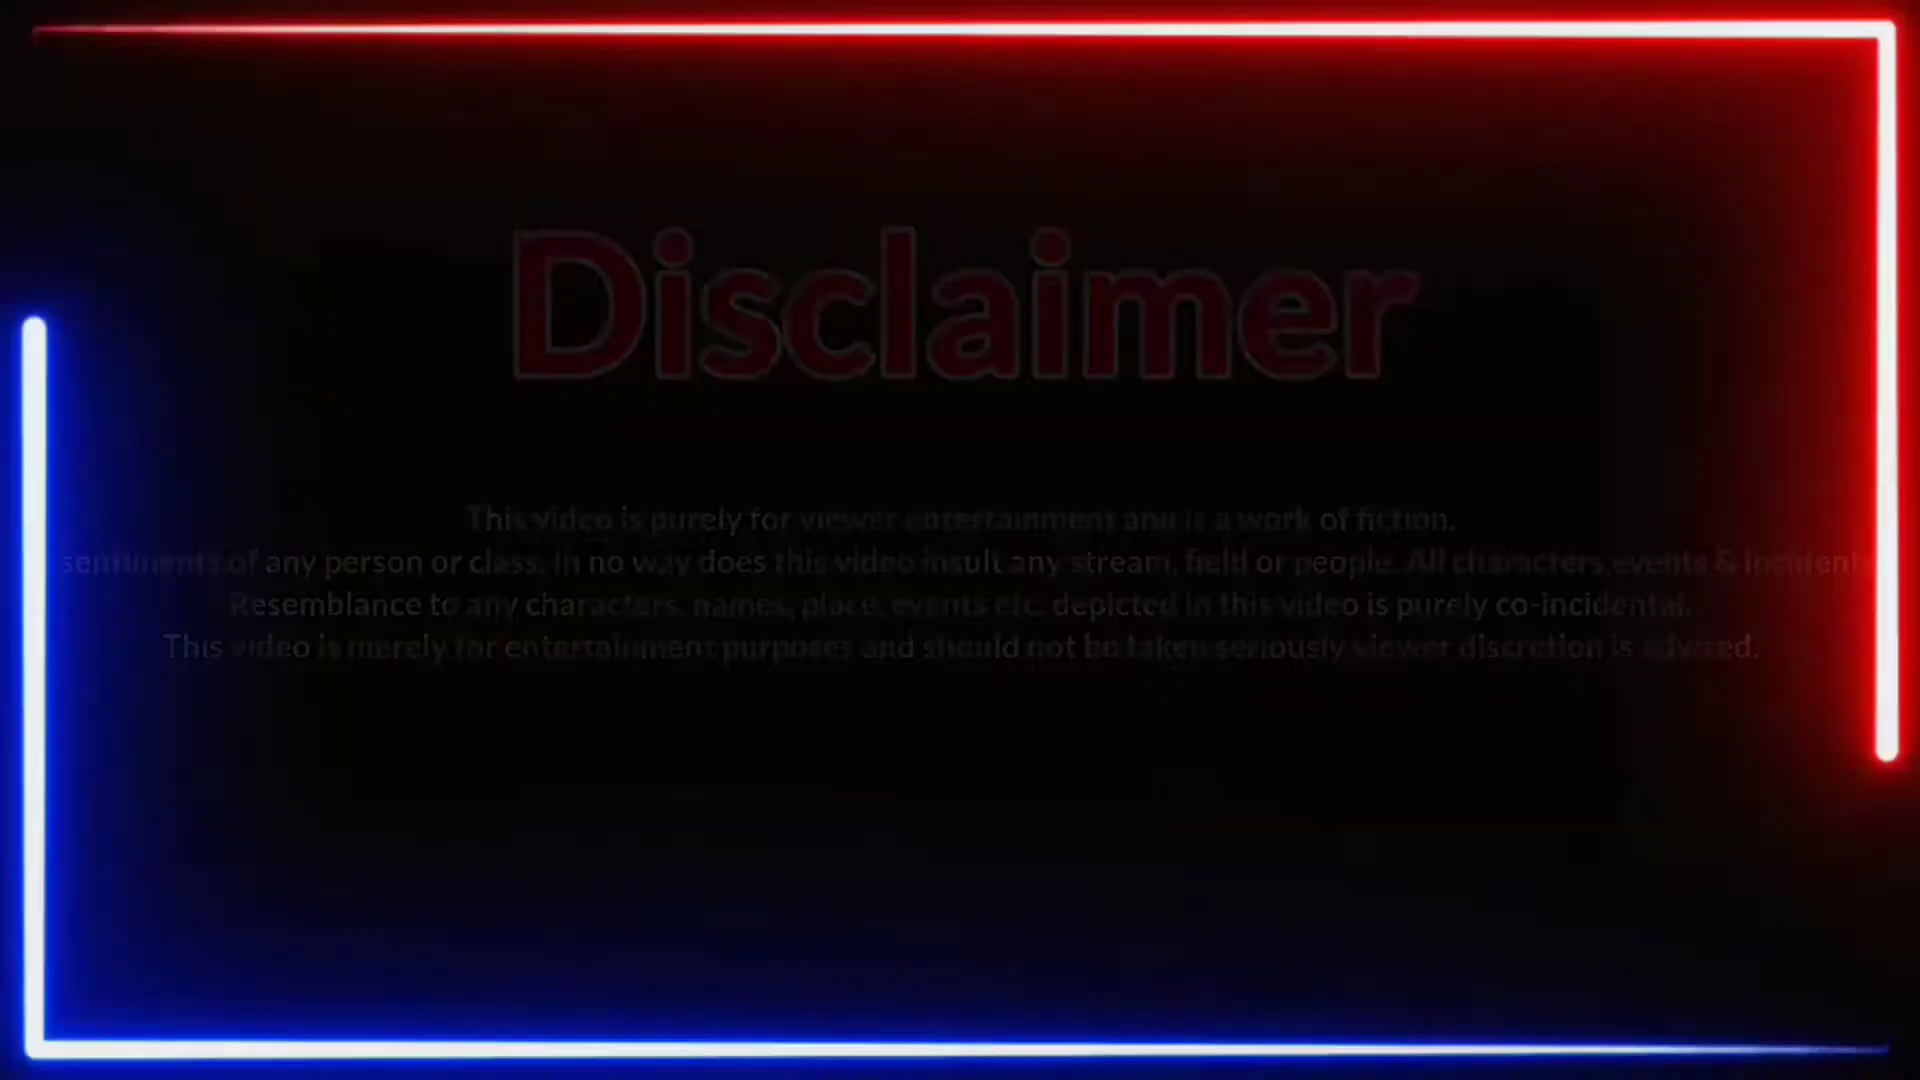 Disclaimer
This video is purely for viewer entertainment and is a work of fiction.
sentiments of any person or class. In no way does this video insult any stream, field or people. All characters,events & incidents
Resemblance to any characters, names, place, events etc. depicted in this video is purely co-incidental.
This video is merely for entertainment purposes and should not be taken seriously viewer discretion is advised.